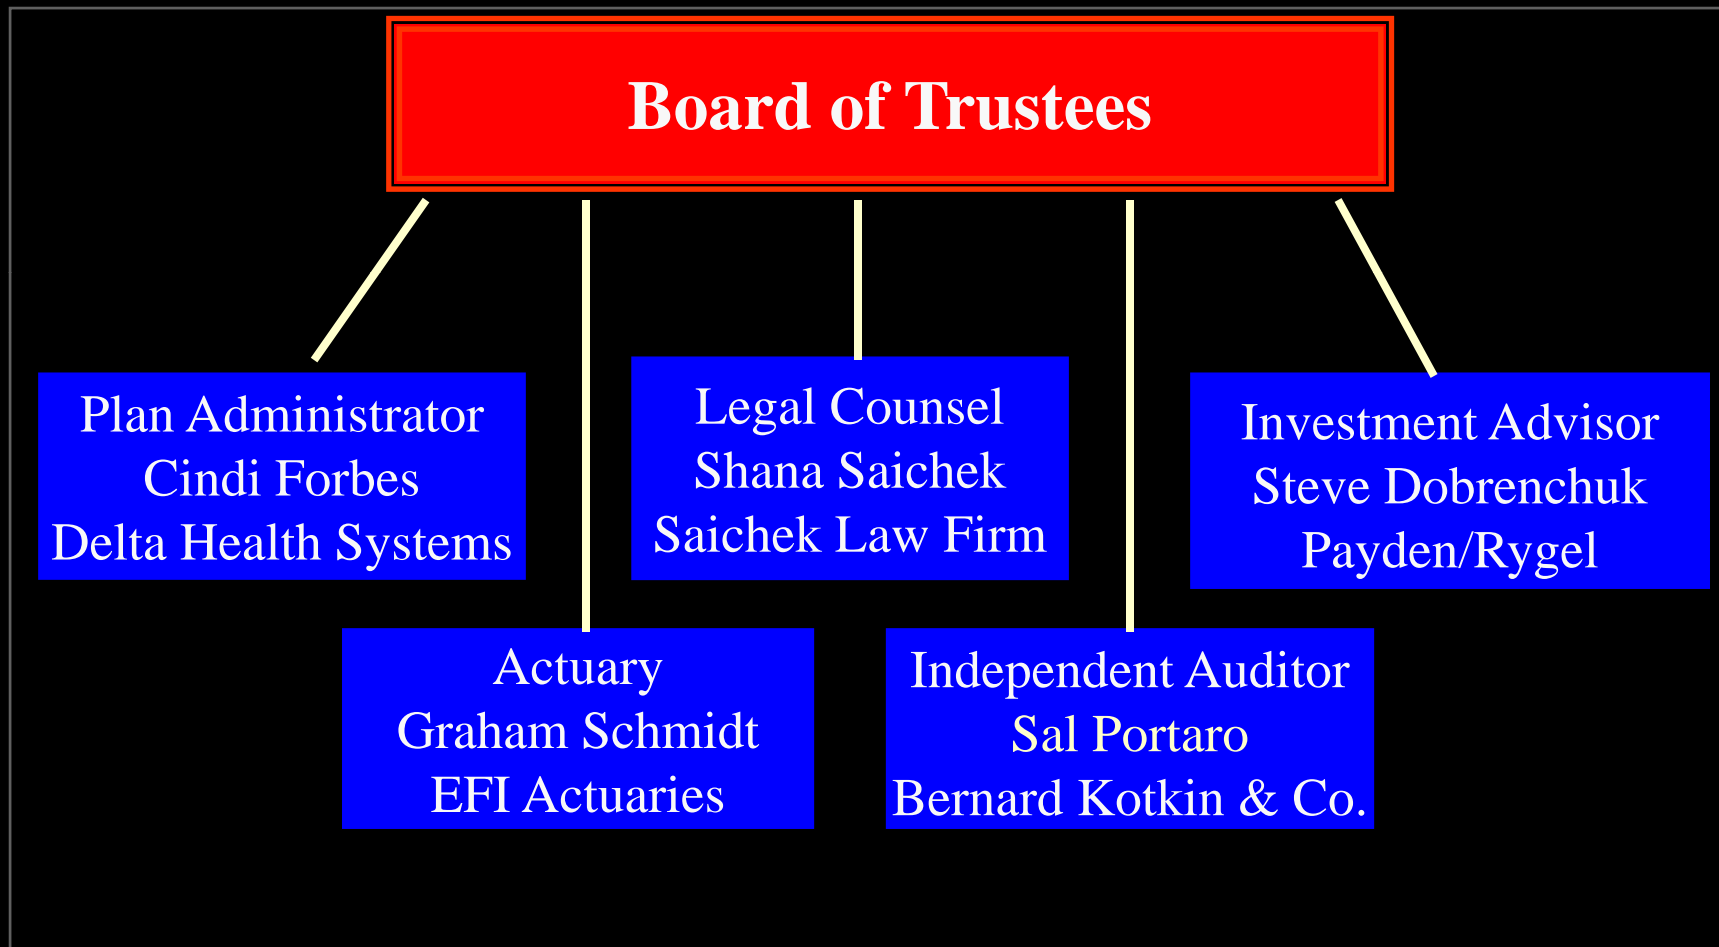 Board of Trustees
Plan Administrator
Cindi Forbes
Delta Health Systems
Legal Counsel
Shana Saichek
Saichek Law Firm
Investment Advisor
Steve Dobrenchuk
Payden/Rygel
Actuary
Graham Schmidt
EFI Actuaries
Independent Auditor
Sal Portaro
Bernard Kotkin & Co.